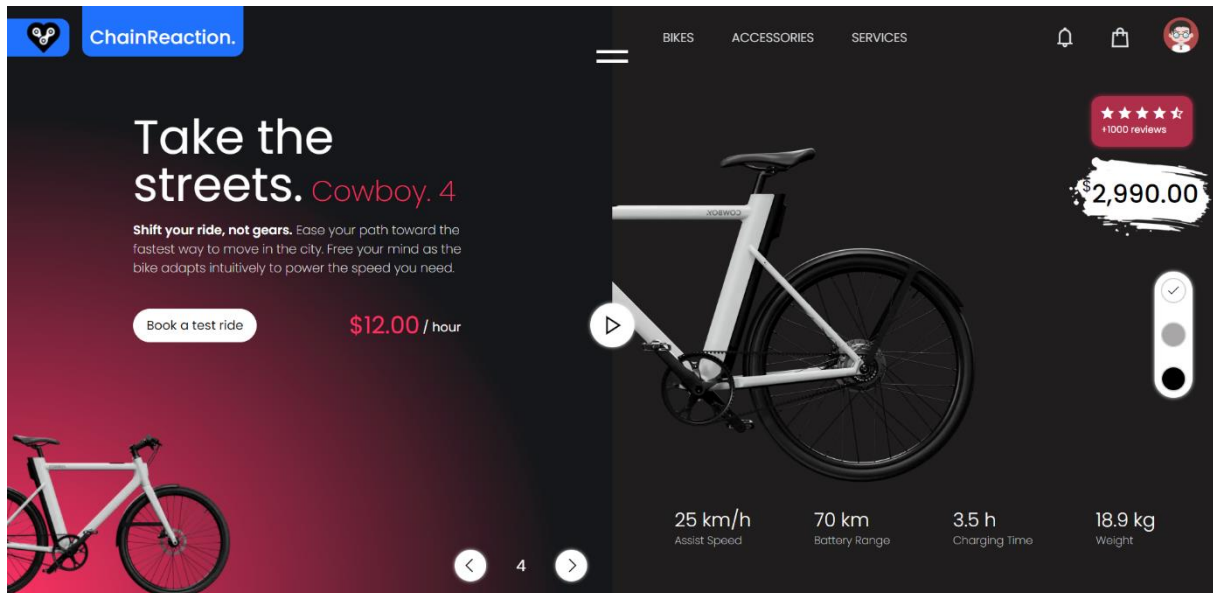 ChainReaction.
BIKES ACCESSORIES SERVICES
Take the
streets. Cowboy. 4
Shift your ride, not gears. Ease your path toward the
fastest way to move in the city. Free your mind as the
bike adapts intuitively to power the speed you need.
Book a test ride
$12.00 / hour
4
+1000 reviews
$2,990.00
COWBOY.
25 km/h
Assist Speed
70 km
Battery Range
3.5 h
Charging Time
18.9 kg
Weight